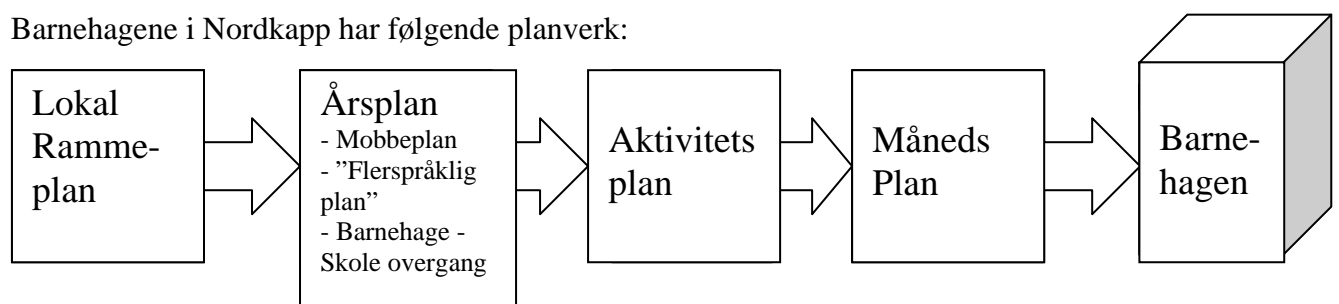 Barnehagene i Nordkapp har følgende planverk:
Lokal
Ramme-
plan
Årsplan
- Mobbeplan
- ”Flerspråklig
plan”
- Barnehage -
Skole overgang
Aktivitets
plan
Måneds
Plan
Barne-
hagen